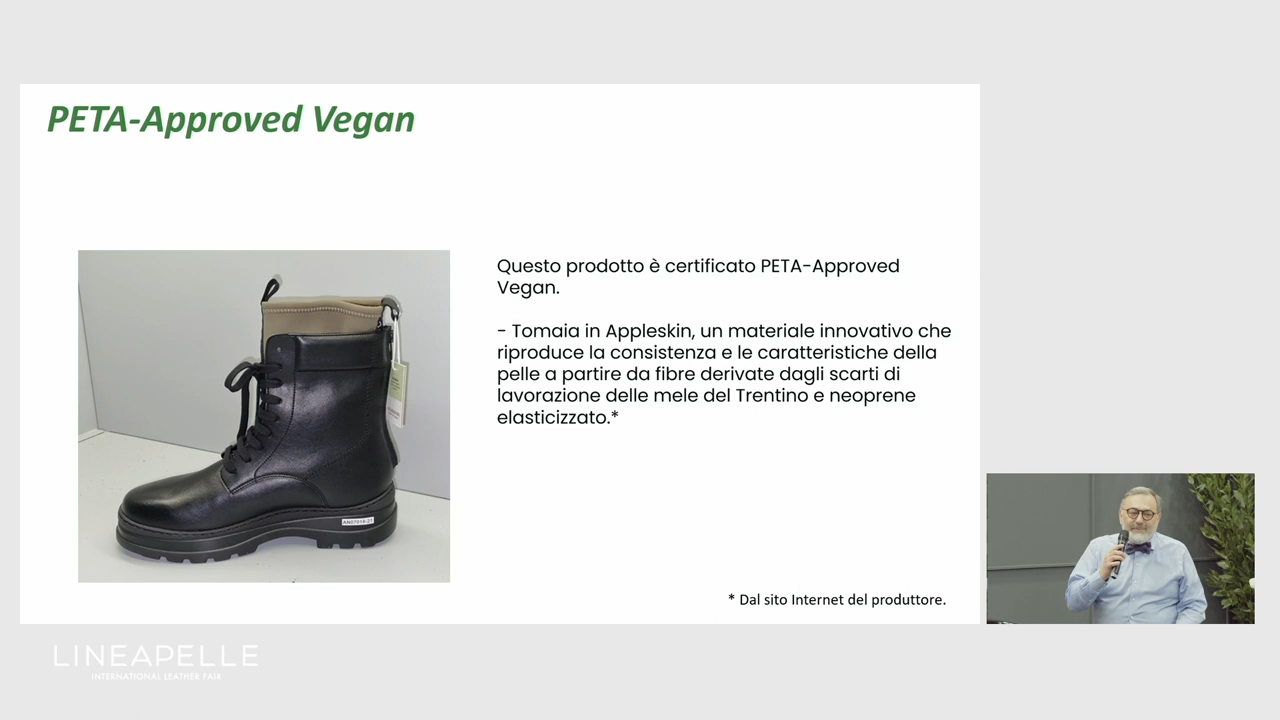 PETA-Approved Vegan
Questo prodotto è certificato PETA-Approved
Vegan.
- Tomaia in Appleskin, un materiale innovativo che
riproduce la consistenza e le caratteristiche della
pelle a partire da fibre derivate dagli scarti di
lavorazione delle mele del Trentino e neoprene
elasticizzato.*
* Dal sito Internet del produttore.
LINEAPELLE
INTERNATIONAL LEATHER FAIR